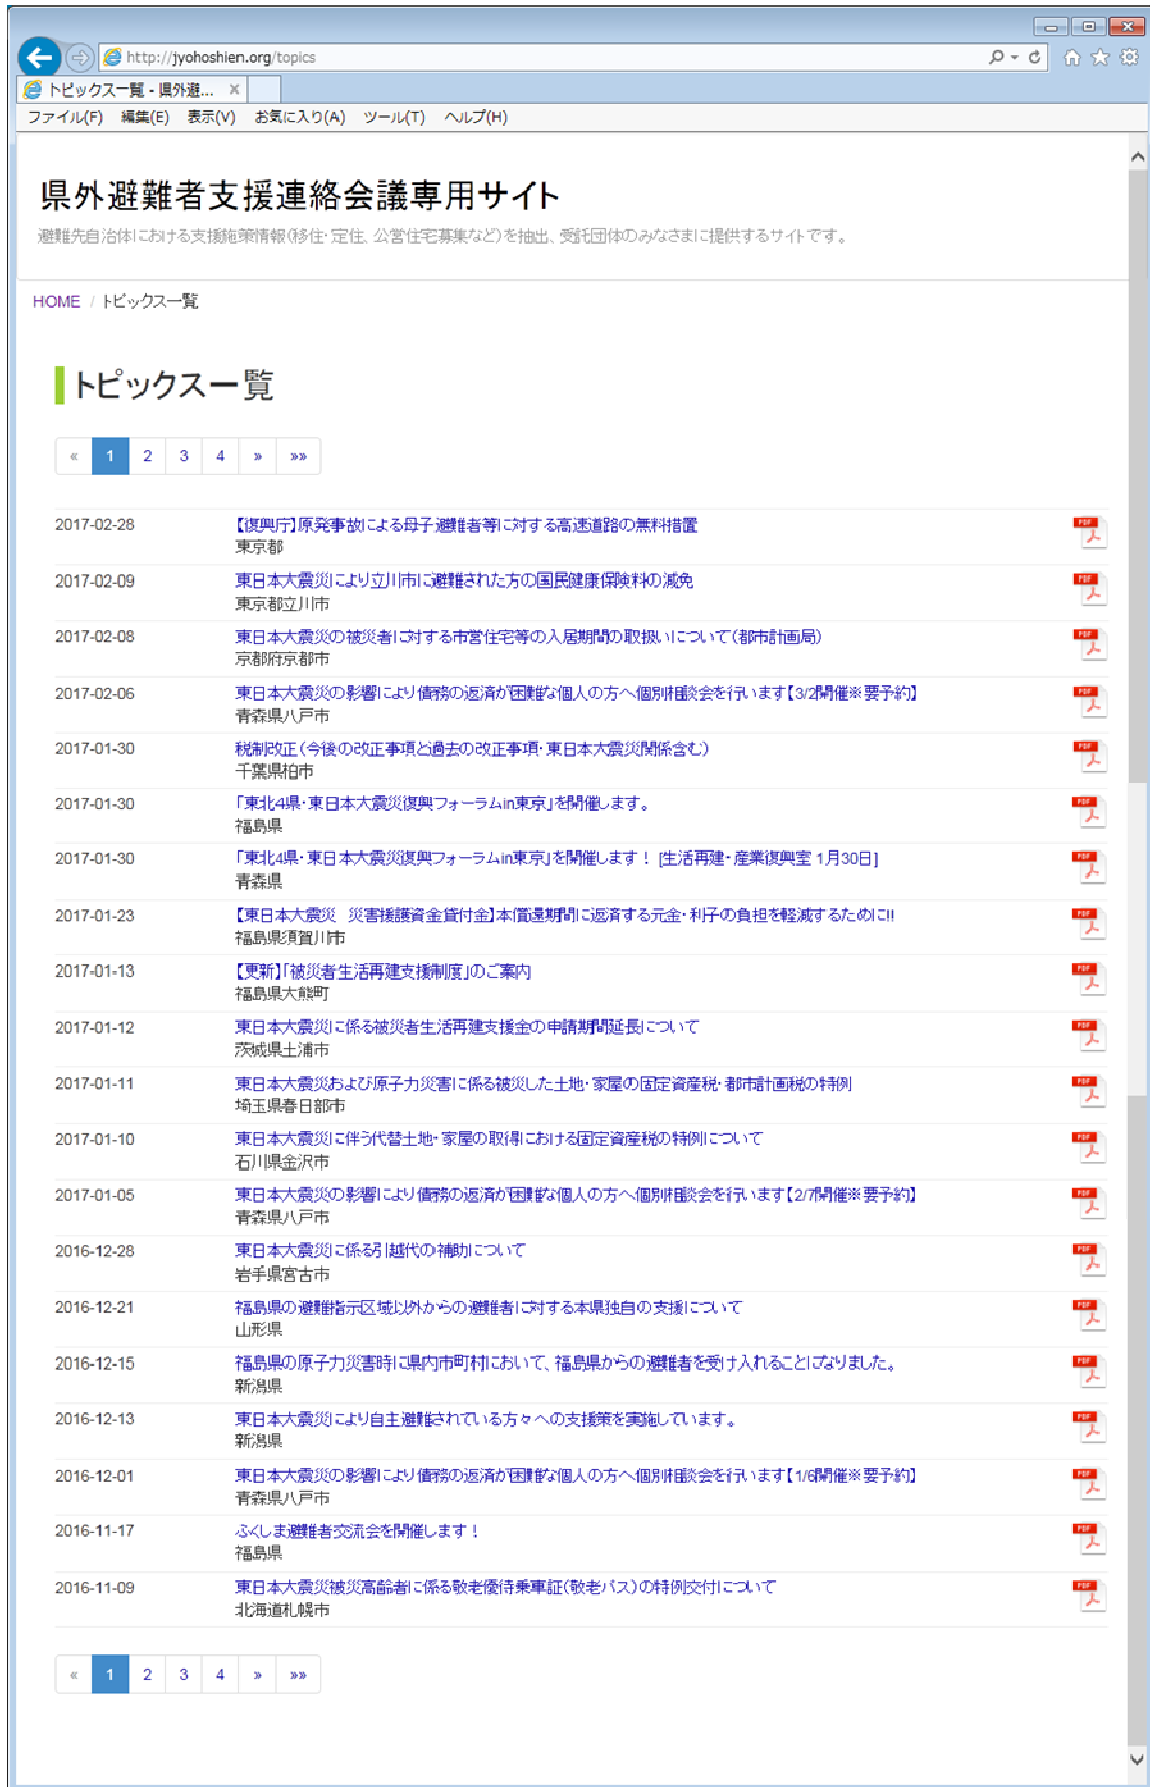 http://jyohoshien.org/topics
トピックス一覧 - 県外避... ×
ファイル(F) 編集(E) 表示(V) お気に入り(A) ツール(T) ヘルプ(H)
県外避難者支援連絡会議専用サイト
避難先自治体における支援施策情報(移住・定住、公営住宅募集など)を抽出、受託団体のみなさまに提供するサイトです。
HOME / トピックス一覧
トピックス一覧
« 1 2 3 4 » »»
2017-02-28 【復興庁】原発事故による母子避難者等に対する高速道路の無料措置 PDF
東京都
2017-02-09 東日本大震災により立川市に避難された方の国民健康保険料の減免 PDF
東京都立川市
2017-02-08 東日本大震災の被災者に対する市営住宅等の入居期間の取扱いについて(都市計画局) PDF
京都府京都市
2017-02-06 東日本大震災の影響により債務の返済が困難な個人の方へ個別相談会を行います【3/2開催※要予約】 PDF
青森県八戸市
2017-01-30 税制改正(今後の改正事項と過去の改正事項・東日本大震災関係含む) PDF
千葉県柏市
2017-01-30 「東北4県・東日本大震災復興フォーラムin東京」を開催します。 PDF
福島県
2017-01-30 「東北4県・東日本大震災復興フォーラムin東京」を開催します! [生活再建・産業復興室 1月30日] PDF
青森県
2017-01-23 【東日本大震災 災害援護資金貸付金】本償還期間に返済する元金・利子の負担を軽減するために!! PDF
福島県須賀川市
2017-01-13 【更新】「被災者生活再建支援制度」のご案内 PDF
福島県大熊町
2017-01-12 東日本大震災に係る被災者生活再建支援金の申請期間延長について PDF
茨城県土浦市
2017-01-11 東日本大震災および原子力災害に係る被災した土地・家屋の固定資産税・都市計画税の特例 PDF
埼玉県春日部市
2017-01-10 東日本大震災に伴う代替土地・家屋の取得における固定資産税の特例について PDF
石川県金沢市
2017-01-05 東日本大震災の影響により債務の返済が困難な個人の方へ個別相談会を行います【2/7開催※要予約】 PDF
青森県八戸市
2016-12-28 東日本大震災に係る引越代の補助について PDF
岩手県宮古市
2016-12-21 福島県の避難指示区域以外からの避難者に対する本県独自の支援について PDF
山形県
2016-12-15 福島県の原子力災害時に県内市町村において、福島県からの避難者を受け入れることになりました。 PDF
新潟県
2016-12-13 東日本大震災により自主避難されている方々への支援策を実施しています。 PDF
新潟県
2016-12-01 東日本大震災の影響により債務の返済が困難な個人の方へ個別相談会を行います【1/6開催※要予約】 PDF
青森県八戸市
2016-11-17 ふくしま避難者交流会を開催します! PDF
福島県
2016-11-09 東日本大震災被災高齢者に係る敬老優待乗車証(敬老パス)の特例交付について PDF
北海道札幌市
« 1 2 3 4 » »»